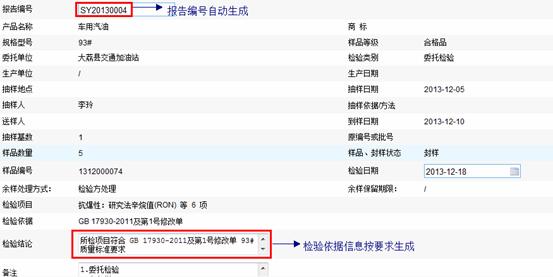 报告编号 SY20130004 报告编号自动生成
产品名称 车用汽油 商 标
规格型号 93# 样品等级 合格品
委托单位 大荔县交通加油站 检验类别 委托检验
生产单位 / 生产日期
抽样地点 抽样日期 2013-12-05
抽样人 李玲 抽样依据/方法
送样人 到样日期 2013-12-10
抽样基数 1 原编号或批号
样品数量 5 样品、封样状态 封样
样品编号 1312000074 检验日期 2013-12-18
余样处理方式: 检验方处理 余样保留期限: /
检验项目 抗爆性: 研究法辛烷值(RON) 等 6 项
检验依据 GB 17930-2011及第1号修改单
检验结论 所检项目符合 GB 17930-2011及第1号修改单 93#
质量标准要求 检验依据信息按要求生成
备注 1.委托检验